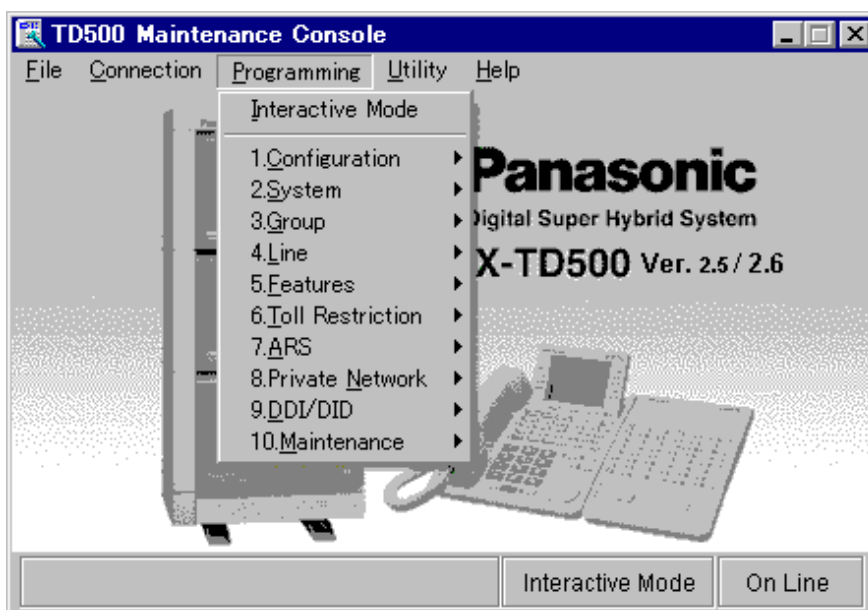 TD500 Maintenance Console
File Connection Programming Utility Help
Interactive Mode
1.Configuration
2.System
3.Group
4.Line
5.Features
6.Toll Restriction
7.ARS
8.Private Network
9.DDI/DID
10.Maintenance
Panasonic
Digital Super Hybrid System
X-TD500 Ver. 2.5 / 2.6
Interactive Mode On Line